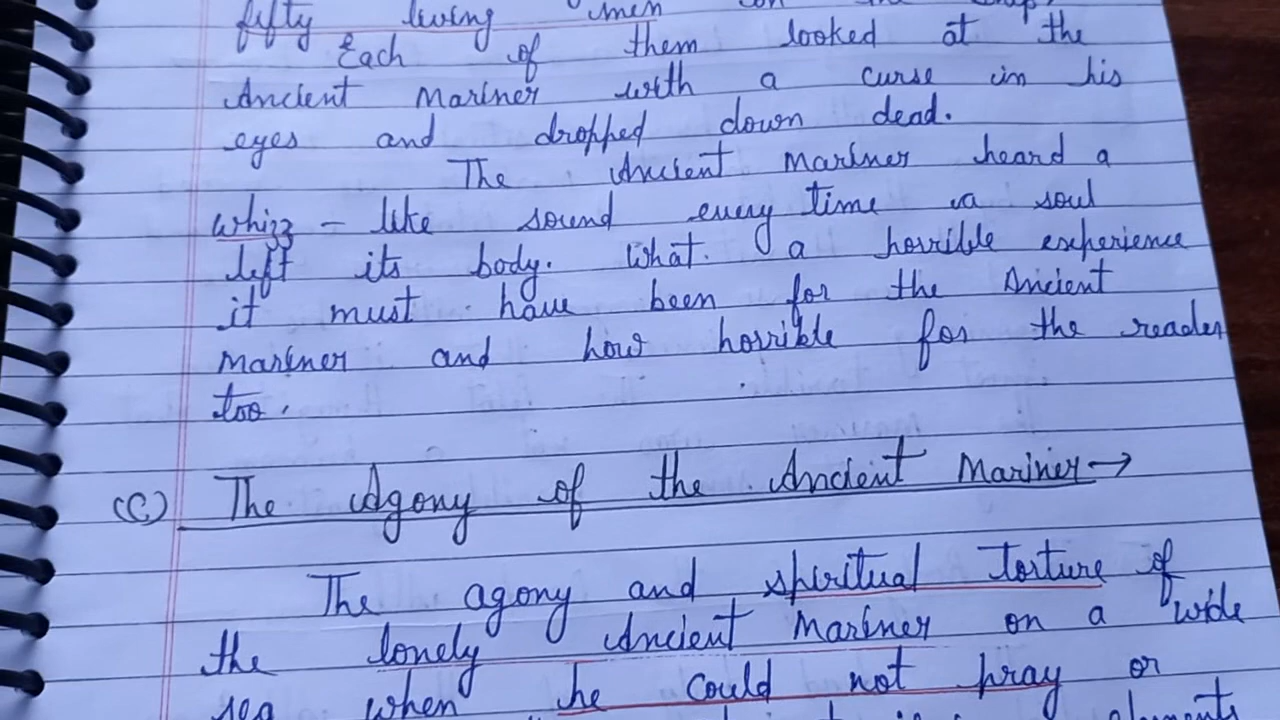 fifty living men on the ship,
Each of them looked at the
Ancient Mariner with a curse in his
eyes and dropped down dead.
The Ancient Mariner heard a
whizz - like sound every time a soul
left its body. What a horrible experience
it must have been for the Ancient
Mariner and how horrible for the reader
too.
(C) The Agony of the Ancient Mariner →
The agony and spiritual torture of
the lonely Ancient Mariner on a wide
sea when he could not pray or